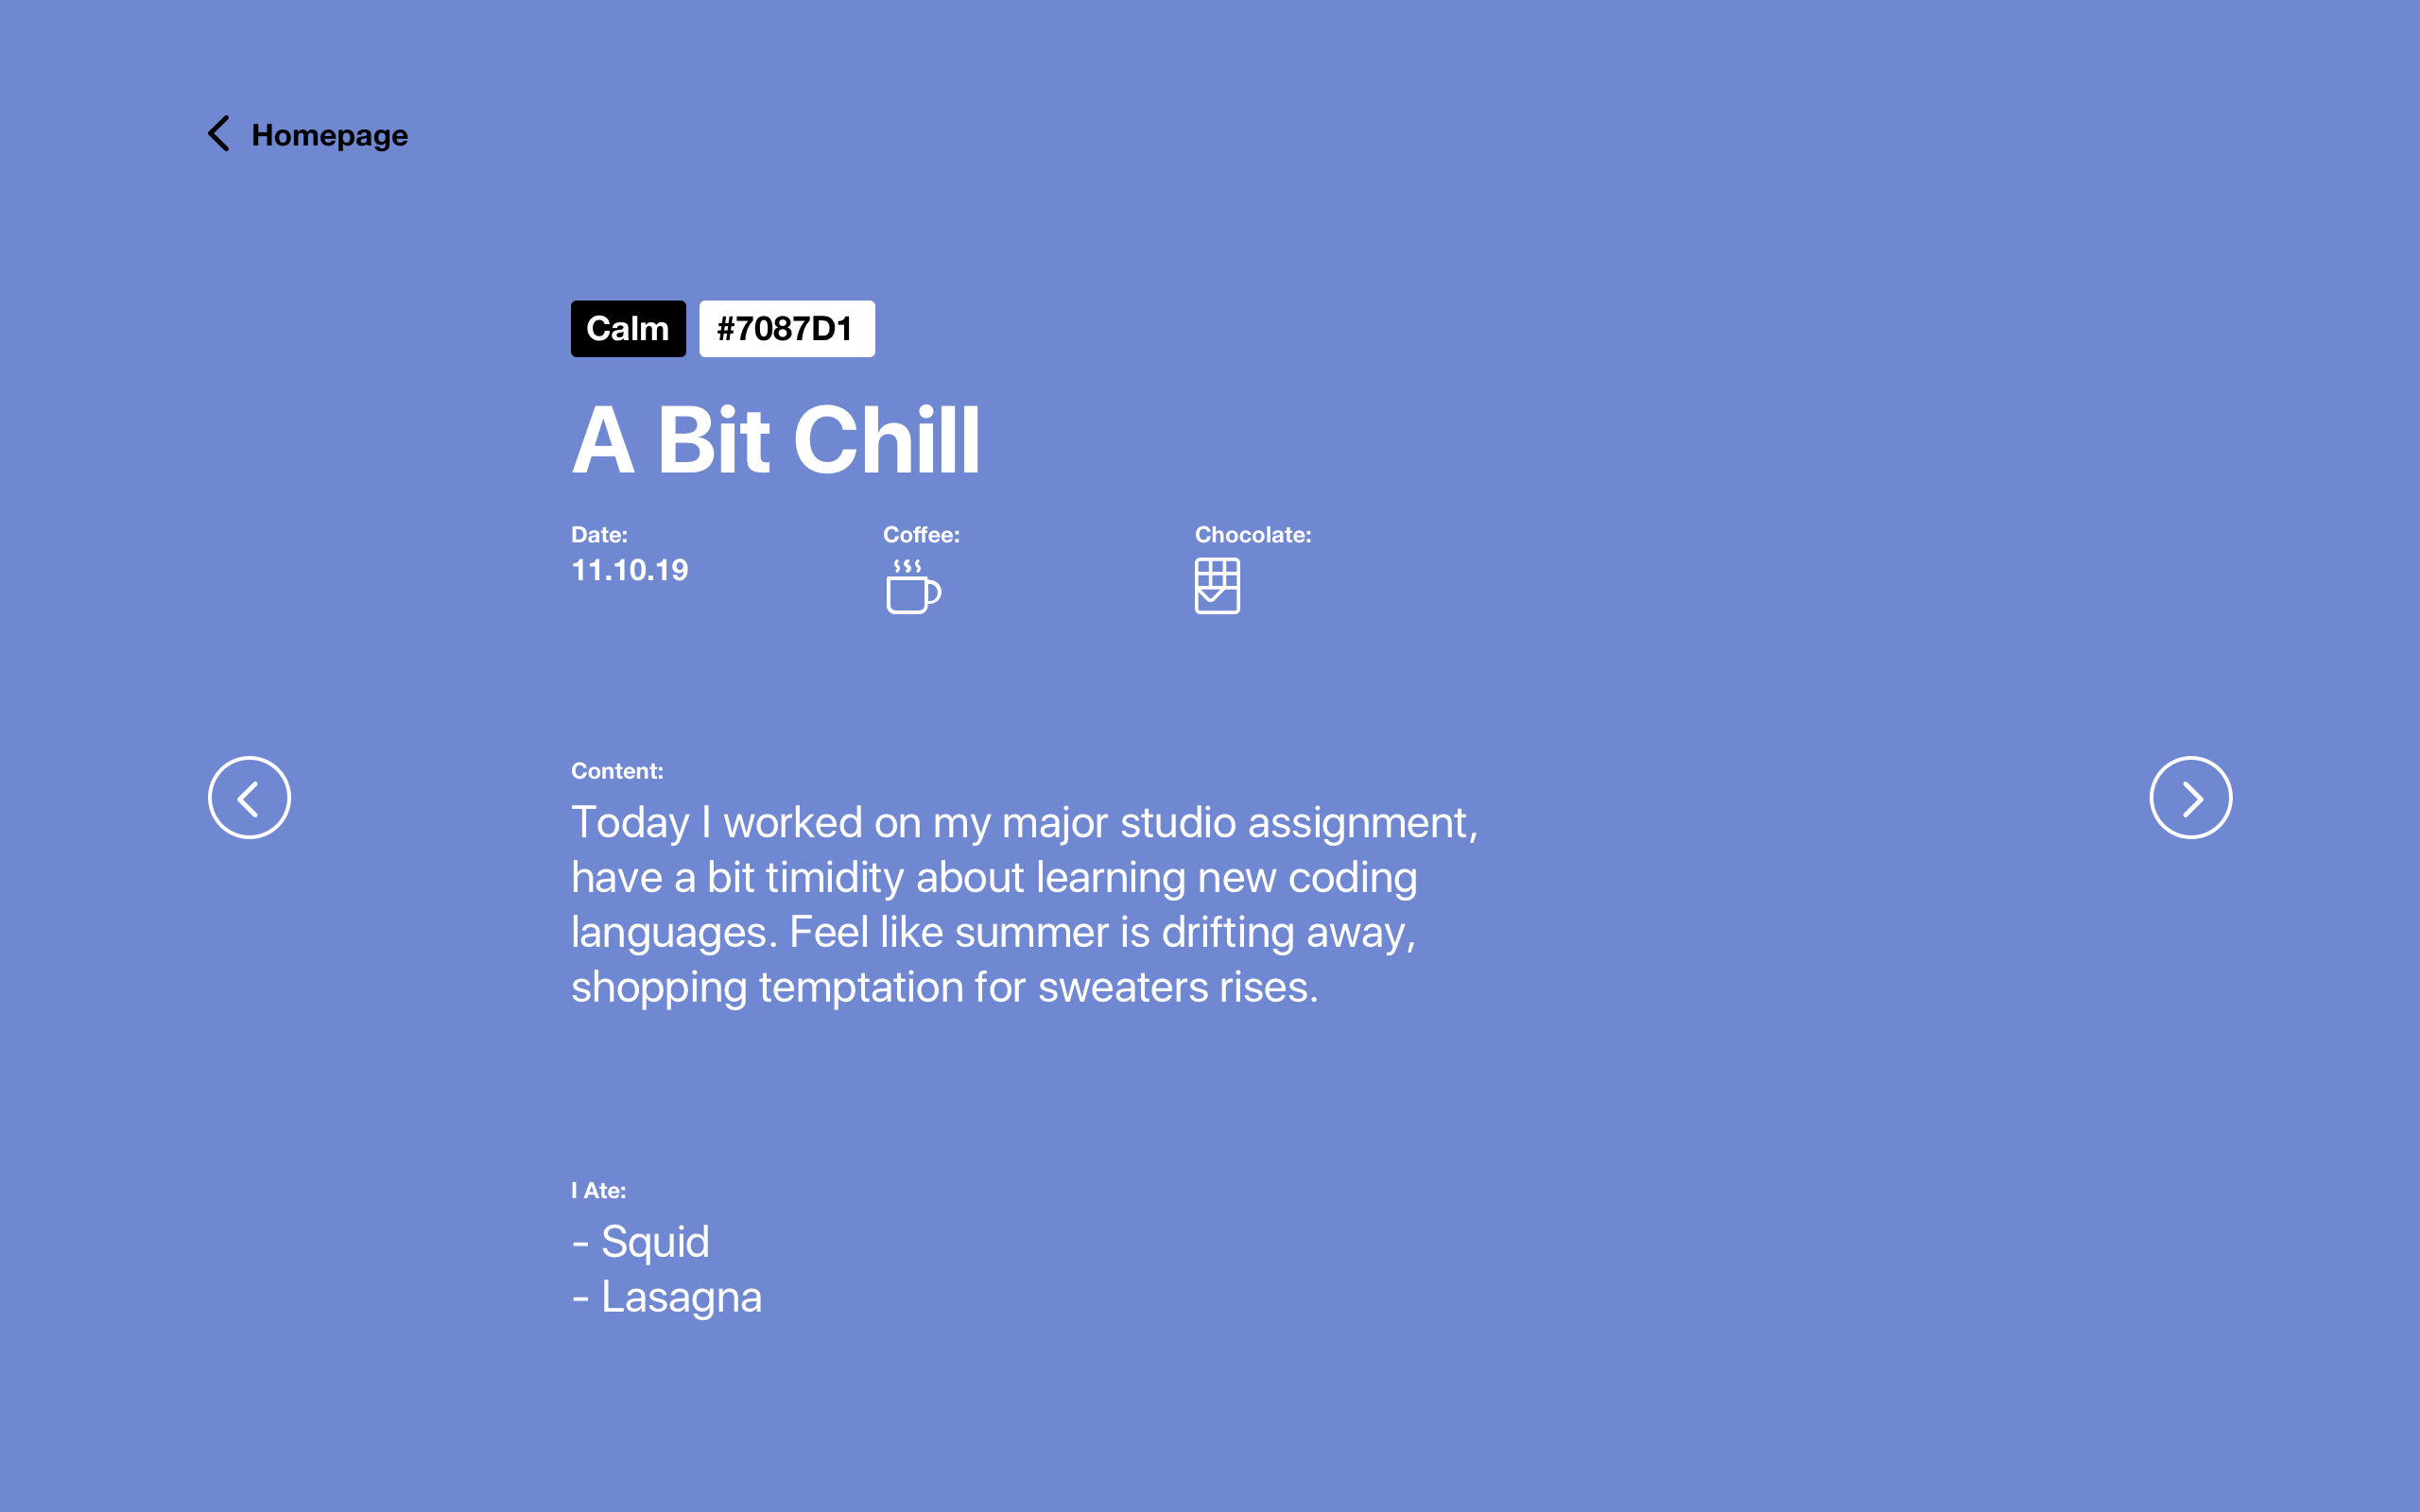 Homepage
Calm #7087D1
A Bit Chill
Date: Coffee: Chocolate:
11.10.19
Content:
Today I worked on my major studio assignment,
have a bit timidity about learning new coding
languages. Feel like summer is drifting away,
shopping temptation for sweaters rises.
I Ate:
- Squid
- Lasagna